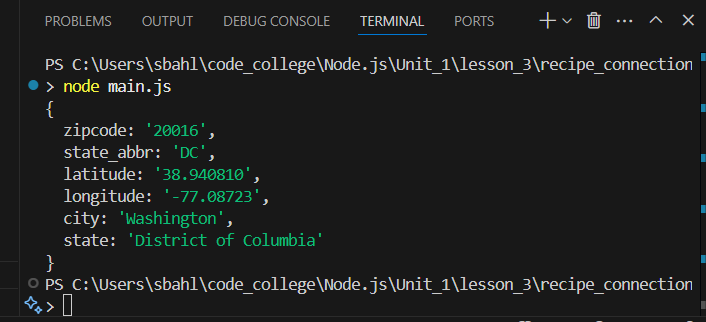 PROBLEMS OUTPUT DEBUG CONSOLE TERMINAL PORTS
PS C:\Users\sbahl\code_college\Node.js\Unit_1\lesson_3\recipe_connection
> node main.js
{
  zipcode: '20016',
  state_abbr: 'DC',
  latitude: '38.940810',
  longitude: '-77.08723',
  city: 'Washington',
  state: 'District of Columbia'
}
PS C:\Users\sbahl\code_college\Node.js\Unit_1\lesson_3\recipe_connection
>